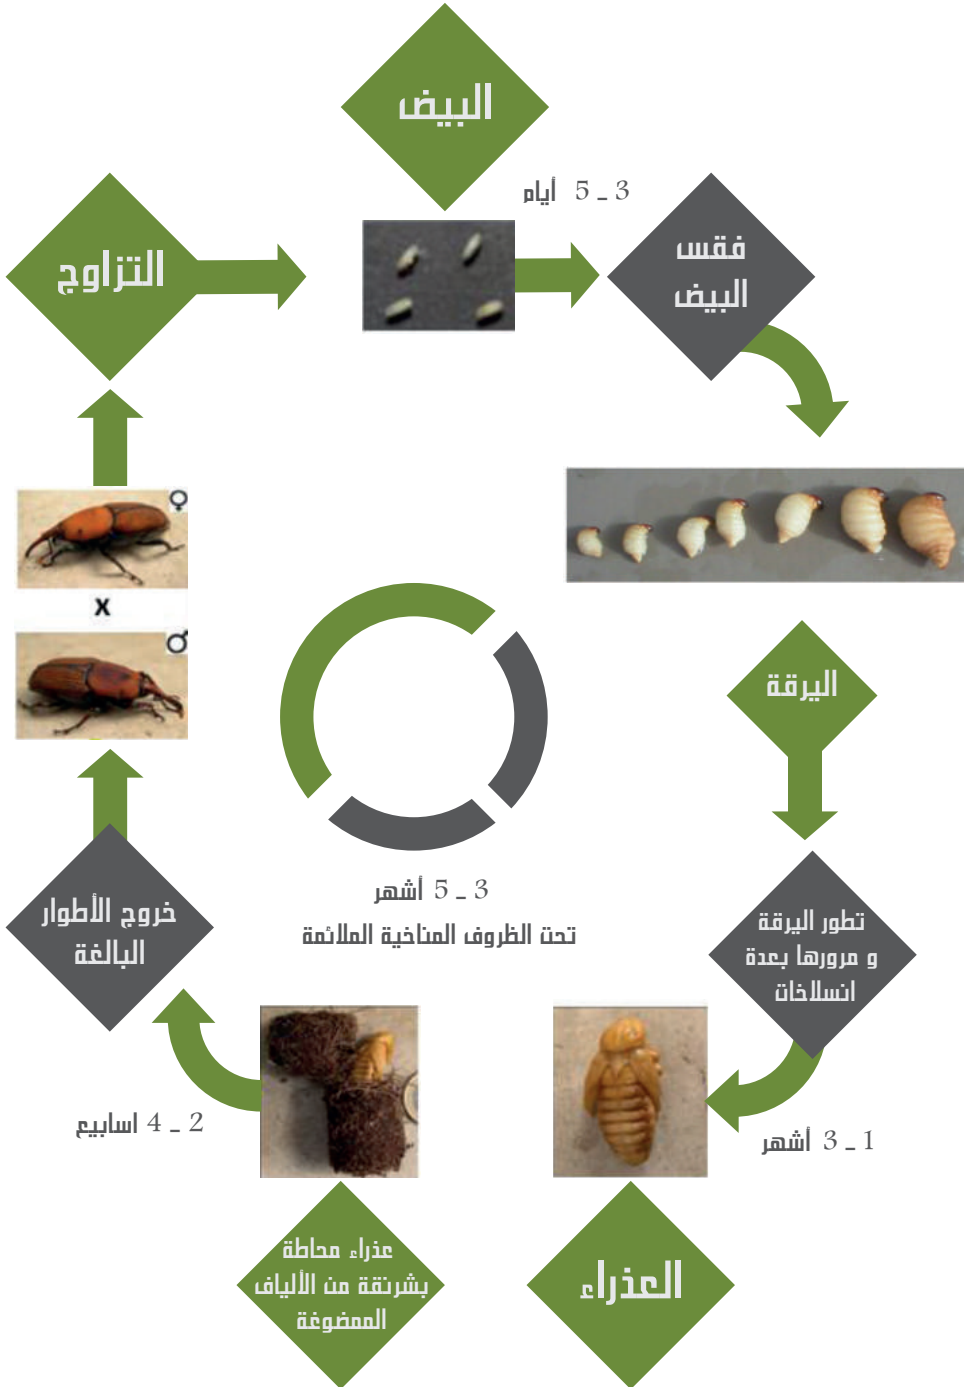 البيض
3 ـ 5 أيام
فقس
البيض
التزاوج
♀
x
♂
اليرقة
3 ـ 5 أشهر
تحت الظروف المناخية الملائمة
خروج الأطوار
البالغة
تطور اليرقة
و مرورها بعدة
انسلاخات
1 ـ 3 أشهر
2 ـ 4 اسابيع
العذراء
عذراء محاطة
بشرنقة من الألياف
الممضوغة